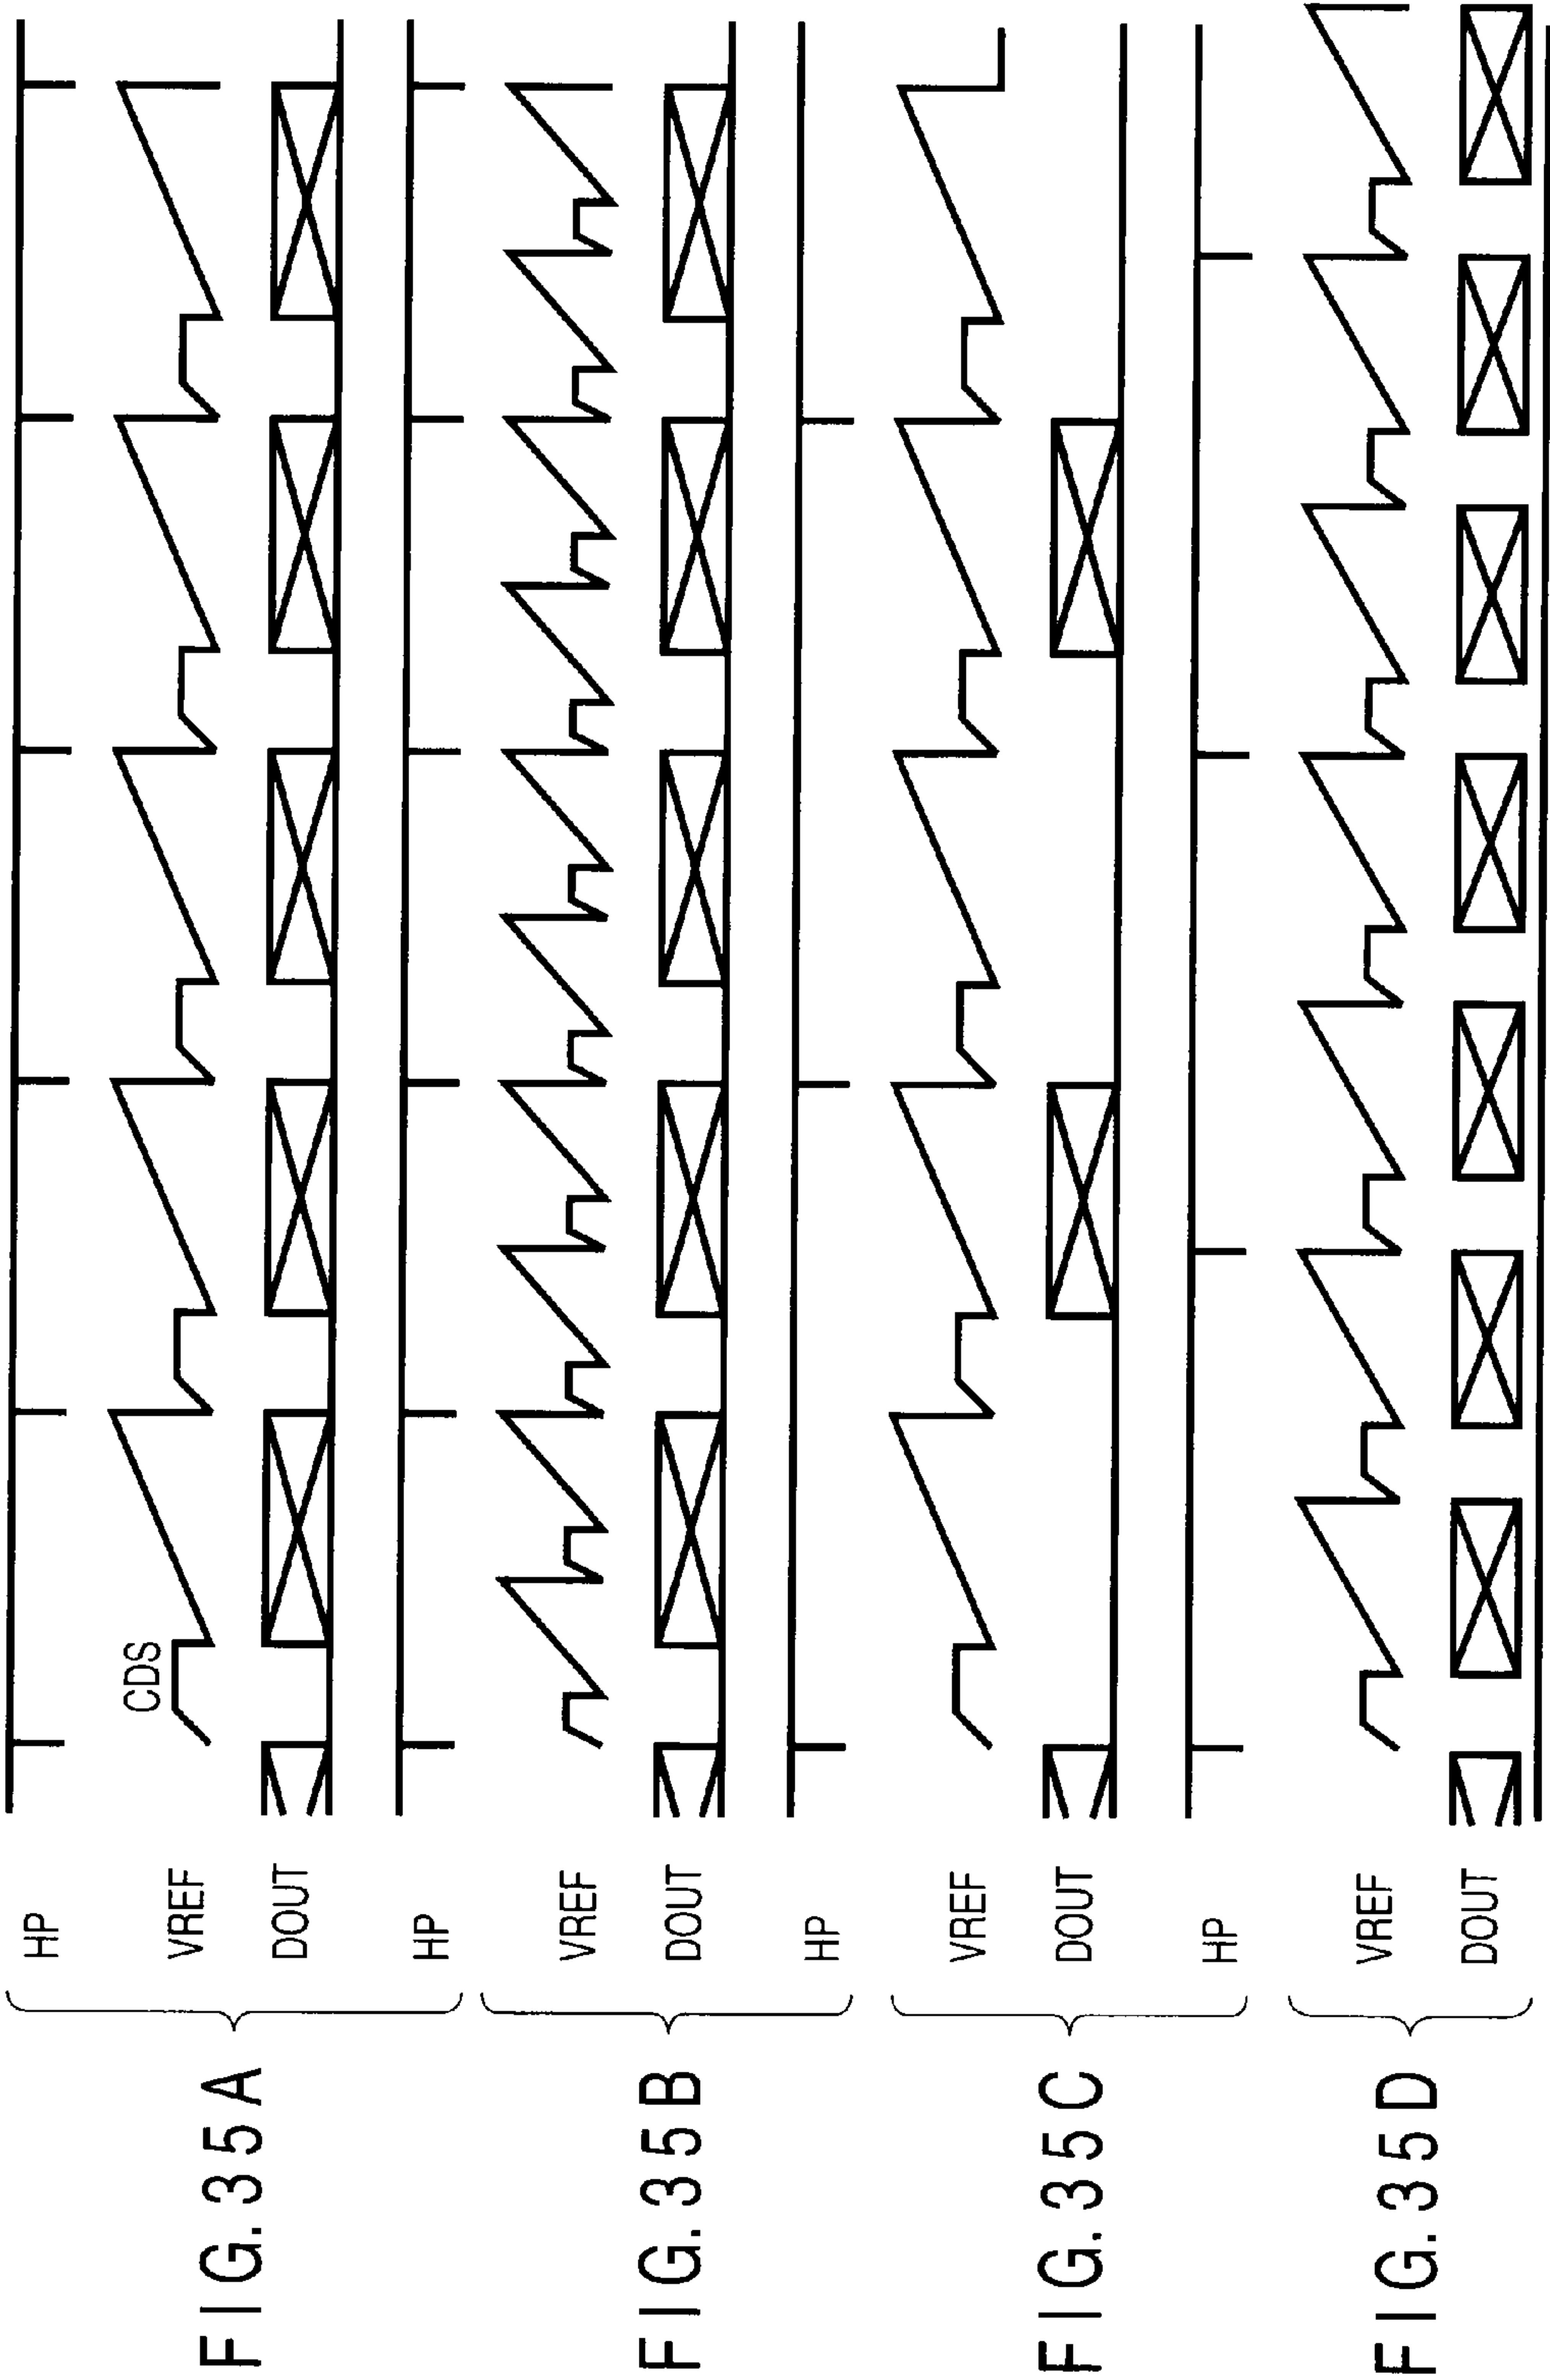 FIG. 35A
HP
VREF
CDS
DOUT
FIG. 35B
HP
VREF
DOUT
FIG. 35C
HP
VREF
DOUT
FIG. 35D
HP
VREF
DOUT